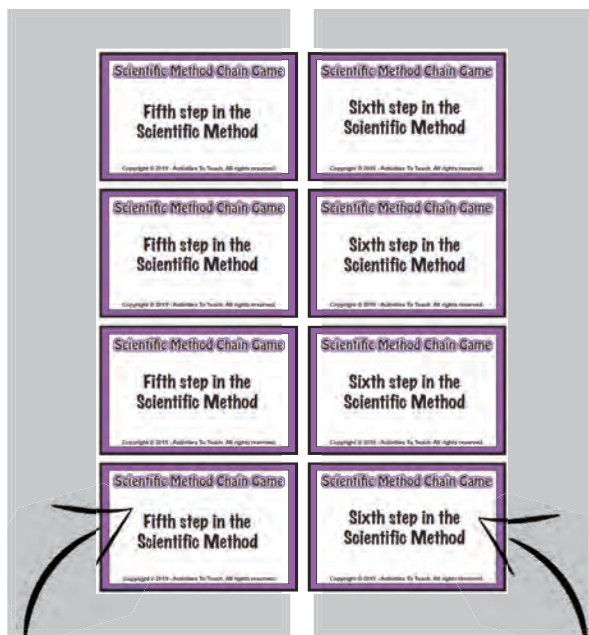 Scientific Method Chain Game
Fifth step in the
Scientific Method
Copyright © 2019 - Activities To Teach. All rights reserved.
Scientific Method Chain Game
Sixth step in the
Scientific Method
Copyright © 2019 - Activities To Teach. All rights reserved.
Scientific Method Chain Game
Fifth step in the
Scientific Method
Copyright © 2019 - Activities To Teach. All rights reserved.
Scientific Method Chain Game
Sixth step in the
Scientific Method
Copyright © 2019 - Activities To Teach. All rights reserved.
Scientific Method Chain Game
Fifth step in the
Scientific Method
Copyright © 2019 - Activities To Teach. All rights reserved.
Scientific Method Chain Game
Sixth step in the
Scientific Method
Copyright © 2019 - Activities To Teach. All rights reserved.
Scientific Method Chain Game
Fifth step in the
Scientific Method
Copyright © 2019 - Activities To Teach. All rights reserved.
Scientific Method Chain Game
Sixth step in the
Scientific Method
Copyright © 2019 - Activities To Teach. All rights reserved.